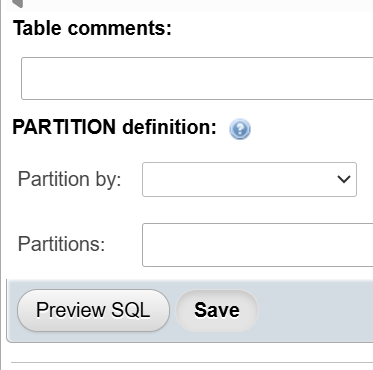 Table comments:
PARTITION definition:
Partition by:
Partitions:
Preview SQL Save